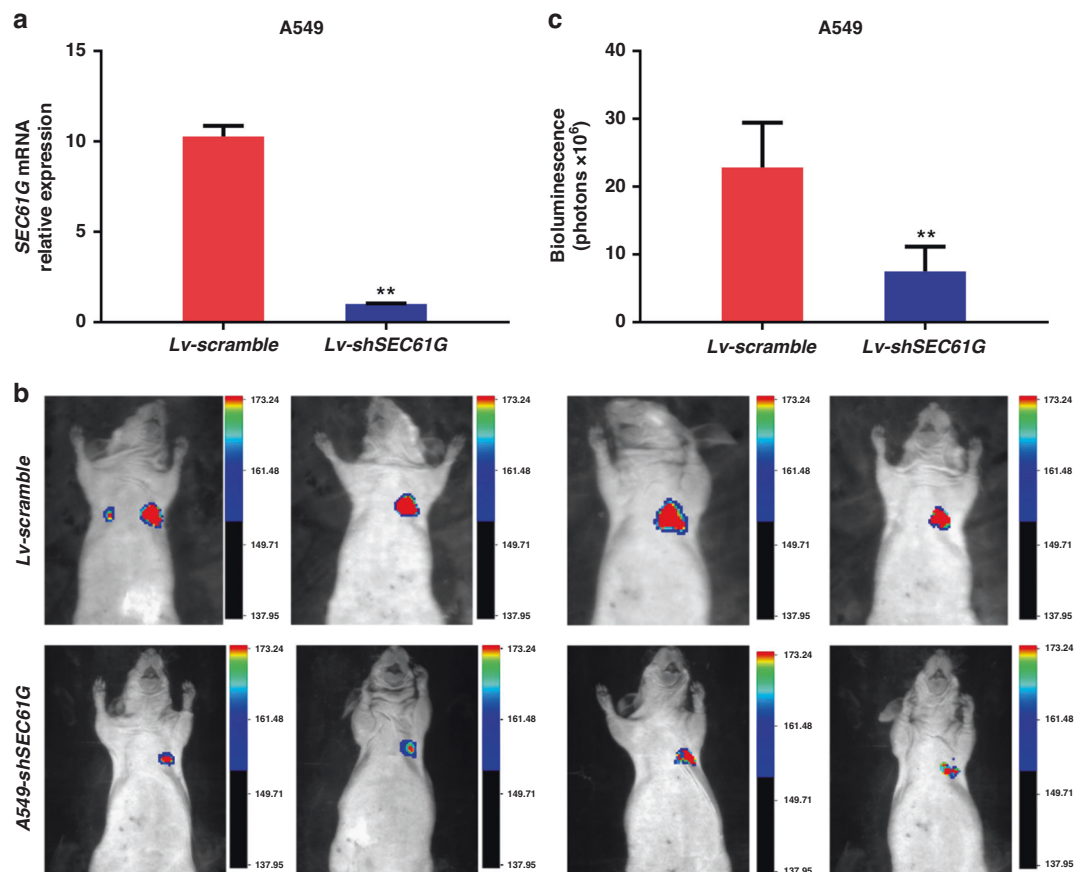 a
A549
SEC61G mRNA
relative expression
15
10
5
0
**
Lv-scramble
Lv-shSEC61G
c
A549
Bioluminescence
(photons ×10⁶)
40
30
20
10
0
**
Lv-scramble
Lv-shSEC61G
b
Lv-scramble
173.24
161.48
149.71
137.95
173.24
161.48
149.71
137.95
173.24
161.48
149.71
137.95
173.24
161.48
149.71
137.95
A549-shSEC61G
173.24
161.48
149.71
137.95
173.24
161.48
149.71
137.95
173.24
161.48
149.71
137.95
173.24
161.48
149.71
137.95